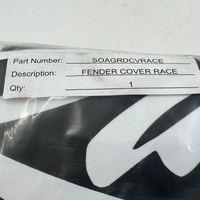 Part Number: SOAGRDCVRACE
Description: FENDER COVER RACE
Qty: 1